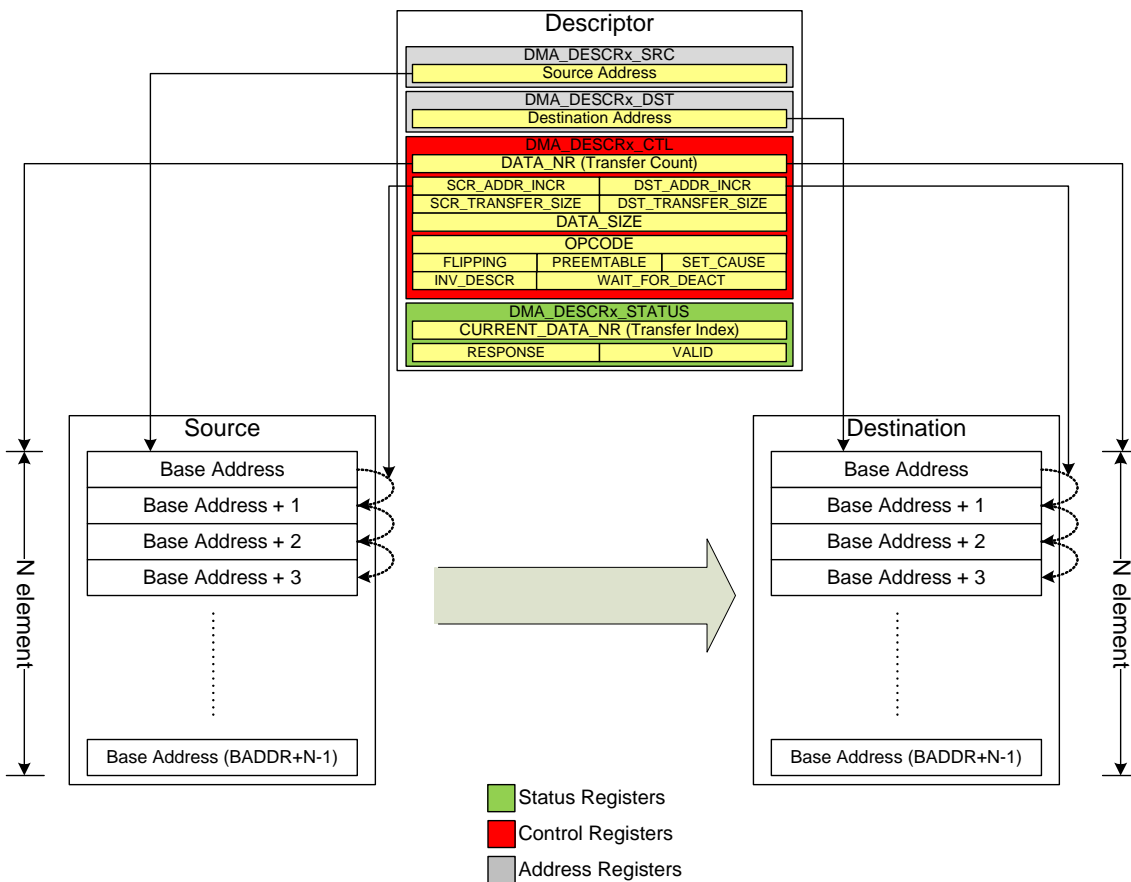 Descriptor
DMA_DESCRx_SRC
Source Address
DMA_DESCRx_DST
Destination Address
DMA_DESCRx_CTL
DATA_NR (Transfer Count)
SCR_ADDR_INCR DST_ADDR_INCR
SCR_TRANSFER_SIZE DST_TRANSFER_SIZE
DATA_SIZE
OPCODE
FLIPPING PREEMTABLE SET_CAUSE
INV_DESCR WAIT_FOR_DEACT
DMA_DESCRx_STATUS
CURRENT_DATA_NR (Transfer Index)
RESPONSE VALID
Source
Base Address
Base Address + 1
Base Address + 2
Base Address + 3
Base Address (BADDR+N-1)
N element
Destination
Base Address
Base Address + 1
Base Address + 2
Base Address + 3
Base Address (BADDR+N-1)
N element
Status Registers
Control Registers
Address Registers